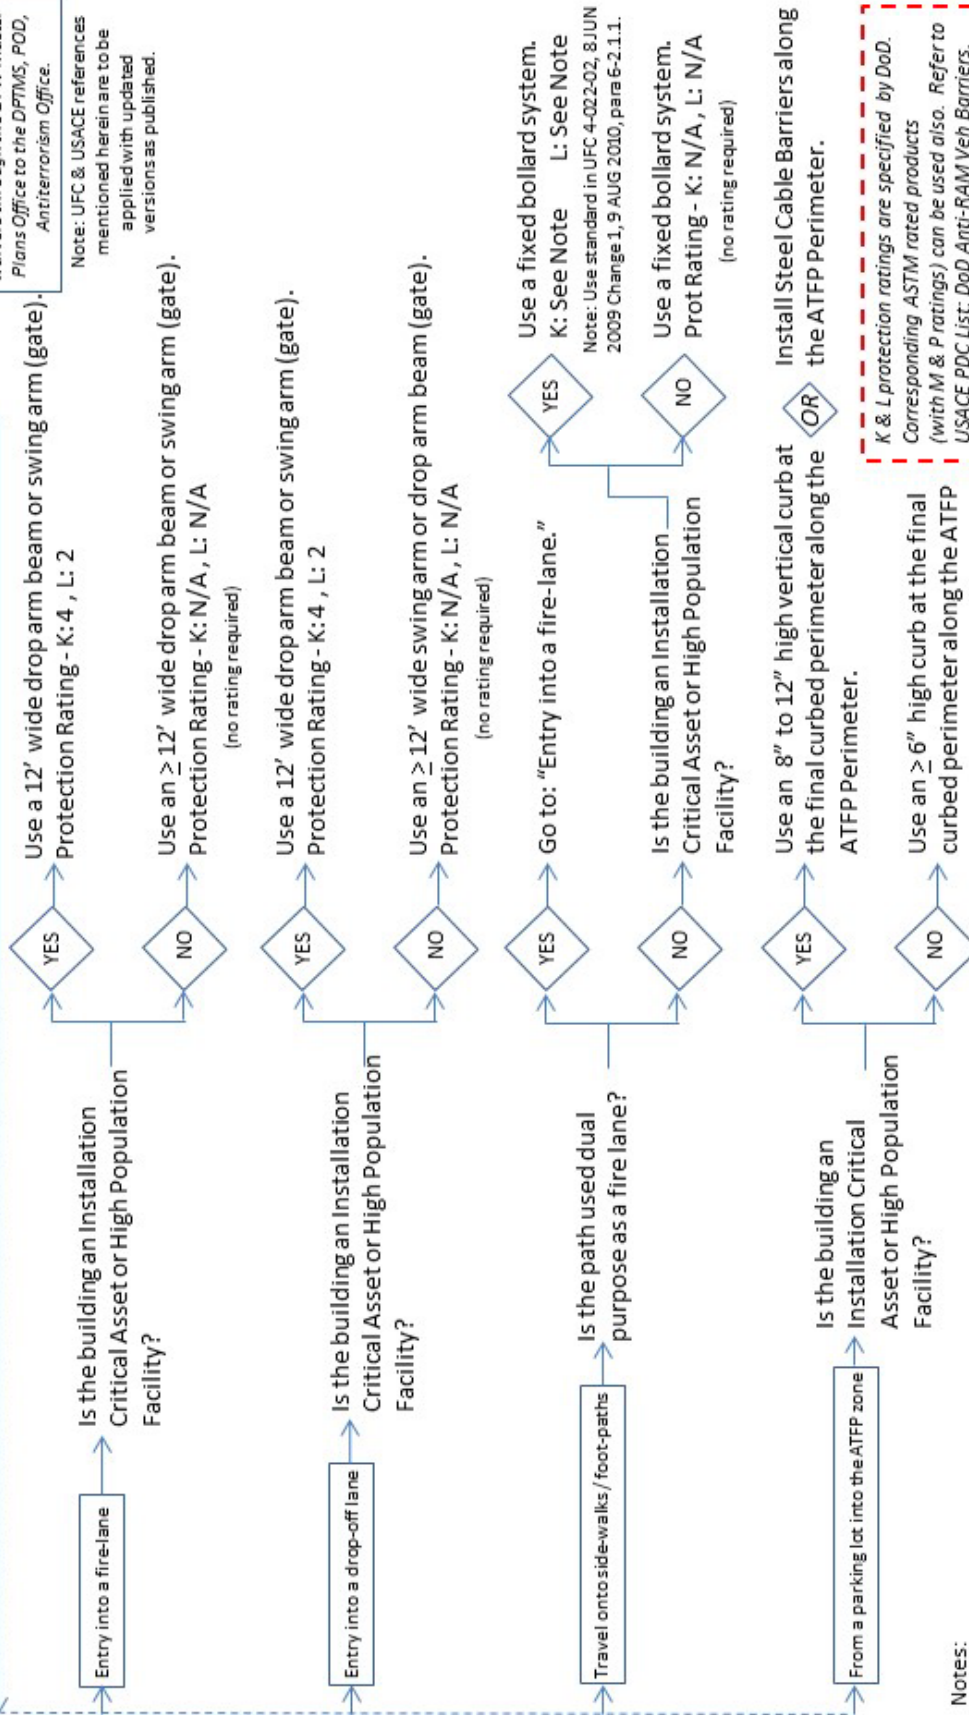 Plans Office to the DPTMS, POD,
Antiterrorism Office.
Note: UFC & USACE references
mentioned herein are to be
applied with updated
versions as published.
Entry into a fire-lane
Is the building an Installation
Critical Asset or High Population
Facility?
YES
Use a 12’ wide drop arm beam or swing arm (gate).
Protection Rating - K: 4 , L: 2
NO
Use an > 12’ wide drop arm beam or swing arm (gate).
Protection Rating - K: N/A , L: N/A
(no rating required)
Entry into a drop-off lane
Is the building an Installation
Critical Asset or High Population
Facility?
YES
Use a 12’ wide drop arm beam or swing arm (gate).
Protection Rating - K: 4 , L: 2
NO
Use an > 12’ wide swing arm or drop arm beam (gate).
Protection Rating - K: N/A , L: N/A
(no rating required)
Travel onto side-walks / foot-paths
Is the path used dual
purpose as a fire lane?
YES
Go to: “Entry into a fire-lane.”
NO
Is the building an Installation
Critical Asset or High Population
Facility?
YES
Use a fixed bollard system.
K: See Note L: See Note
Note: Use standard in UFC 4-022-02, 8 JUN
2009 Change 1, 9 AUG 2010, para 6-2.1.1.
NO
Use a fixed bollard system.
Prot Rating - K: N/A , L: N/A
(no rating required)
From a parking lot into the ATFP zone
Is the building an
Installation Critical
Asset or High Population
Facility?
YES
Use an 8” to 12” high vertical curb at
the final curbed perimeter along the
ATFP Perimeter.
OR
Install Steel Cable Barriers along
the ATFP Perimeter.
NO
Use an > 6” high curb at the final
curbed perimeter along the ATFP
K & L protection ratings are specified by DoD.
Corresponding ASTM rated products
(with M & P ratings) can be used also. Refer to
USACE PDC List: DoD Anti-RAM Veh Barriers.
Notes: